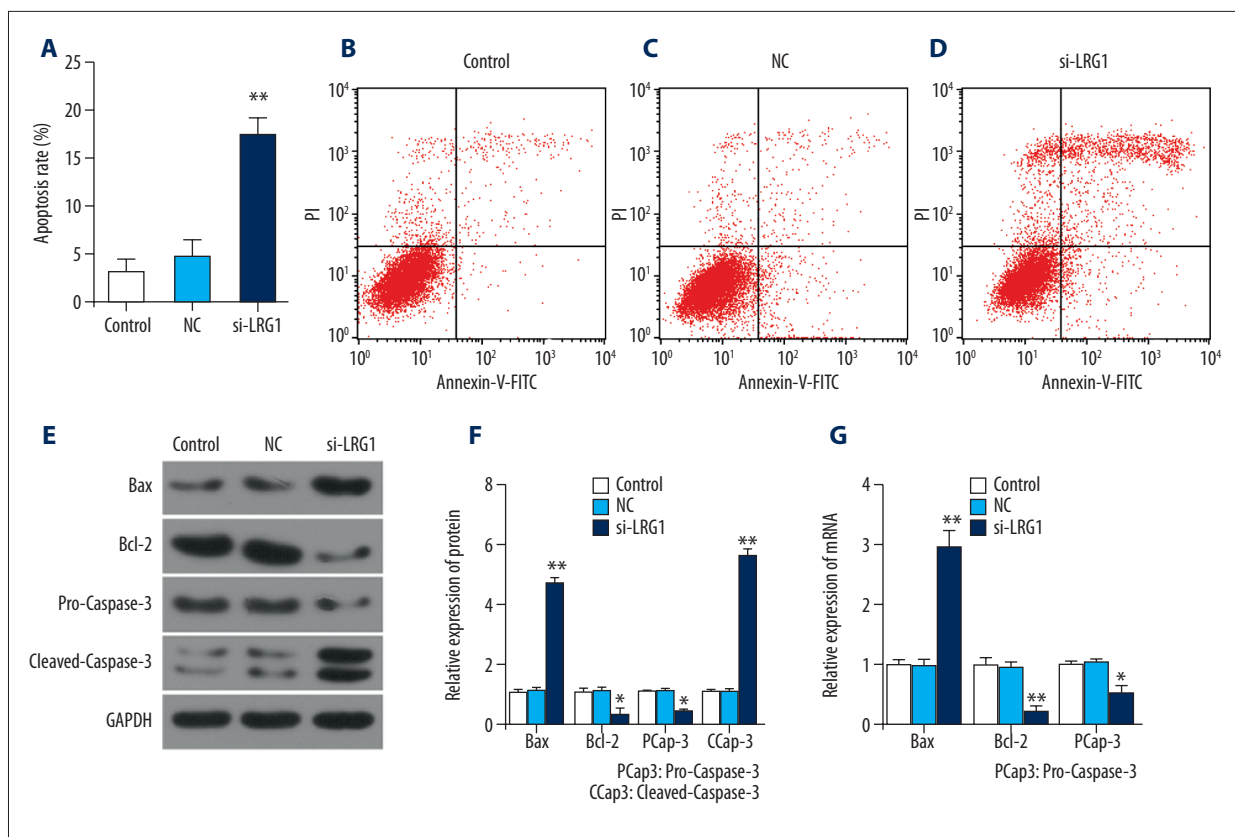 A
Apoptosis rate (%)
25
20
15
10
5
0
**
Control NC si-LRG1
B
Control
PI
10⁴
10³
10²
10¹
10⁰
10⁰ 10¹ 10² 10³ 10⁴
Annexin-V-FITC
C
NC
PI
10⁴
10³
10²
10¹
10⁰
10⁰ 10¹ 10² 10³ 10⁴
Annexin-V-FITC
D
si-LRG1
PI
10⁴
10³
10²
10¹
10⁰
10⁰ 10¹ 10² 10³ 10⁴
Annexin-V-FITC
E
Control NC si-LRG1
Bax
Bcl-2
Pro-Caspase-3
Cleaved-Caspase-3
GAPDH
F
Relative expression of protein
8
6
4
2
0
Control
NC
si-LRG1
**
*
*
**
Bax Bcl-2 PCap-3 CCap-3
PCap3: Pro-Caspase-3
CCap3: Cleaved-Caspase-3
G
Relative expression of mRNA
4
3
2
1
0
Control
NC
si-LRG1
**
**
*
Bax Bcl-2 PCap-3
PCap3: Pro-Caspase-3